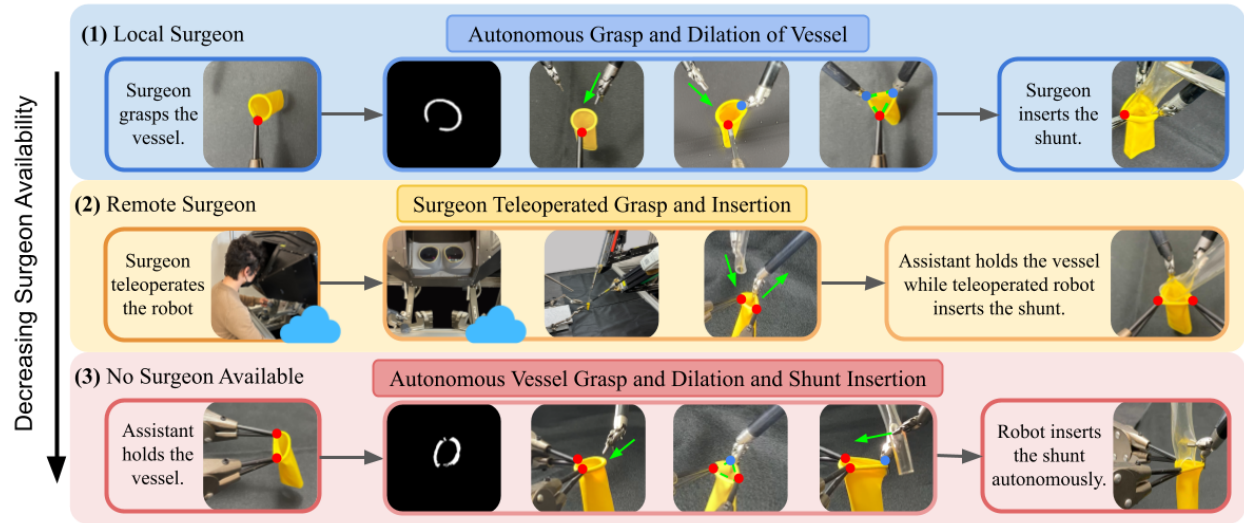 Decreasing Surgeon Availability
(1) Local Surgeon
Autonomous Grasp and Dilation of Vessel
Surgeon
grasps the
vessel.
Surgeon
inserts the
shunt.
(2) Remote Surgeon
Surgeon Teleoperated Grasp and Insertion
Surgeon
teleoperates
the robot
Assistant holds the vessel
while teleoperated robot
inserts the shunt.
(3) No Surgeon Available
Autonomous Vessel Grasp and Dilation and Shunt Insertion
Assistant
holds the
vessel.
Robot inserts
the shunt
autonomously.